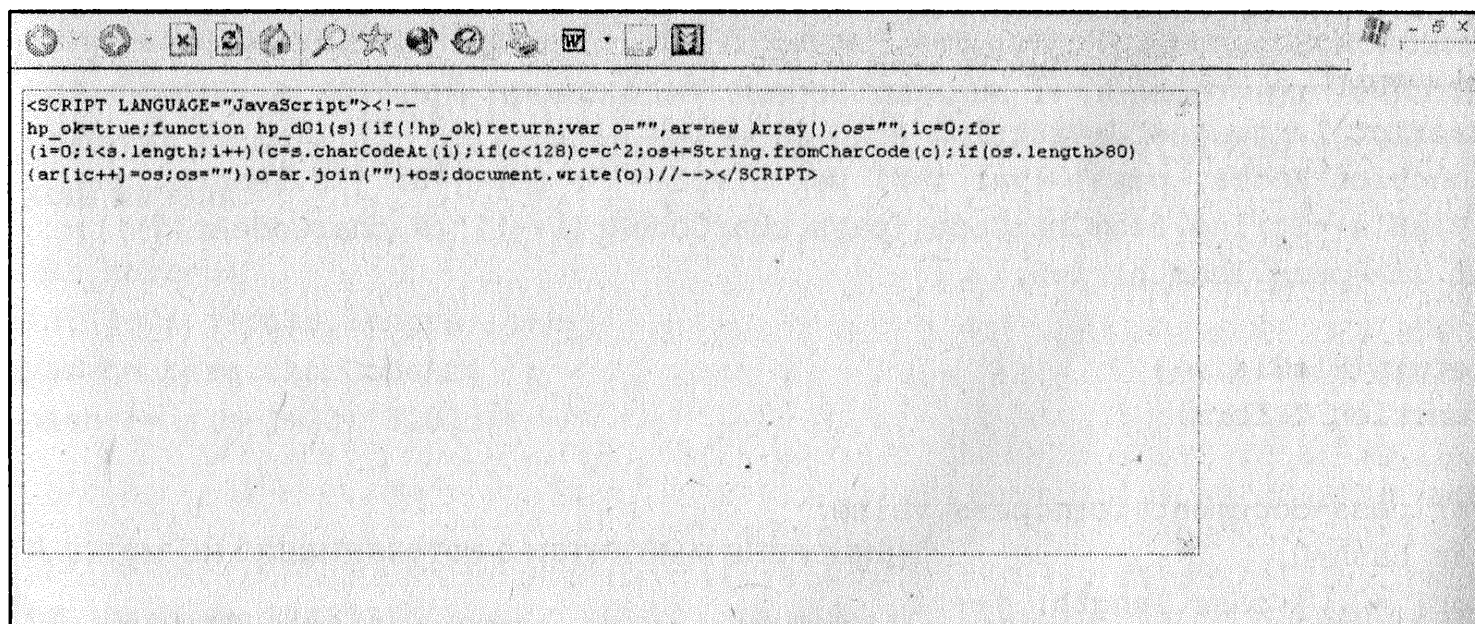 <SCRIPT LANGUAGE="JavaScript"><!--
hp_ok=true;function hp_d01(s){if(!hp_ok)return;var o="",ar=new Array(),os="",ic=0;for
(i=0;i<s.length;i++){c=s.charCodeAt(i);if(c<128)c=c^2;os+=String.fromCharCode(c);if(os.length>80)
{ar[ic++]=os;os=""}}o=ar.join("")+os;document.write(o)}//--></SCRIPT>